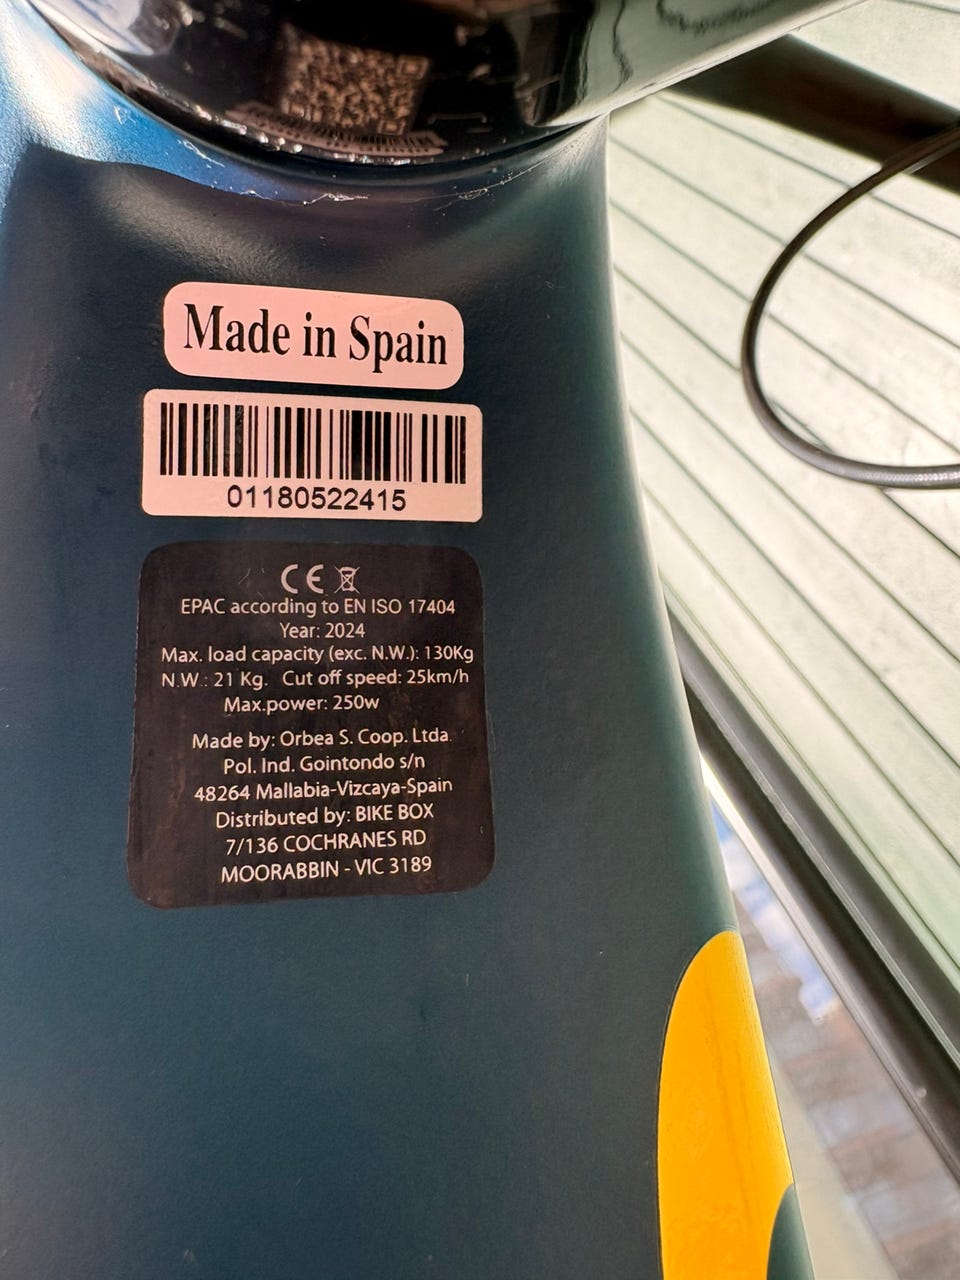 Made in Spain
01180522415
CE
EPAC according to EN ISO 17404
Year: 2024
Max. load capacity (exc. N.W.): 130Kg
N.W.: 21 Kg. Cut off speed: 25km/h
Max.power: 250w
Made by: Orbea S. Coop. Ltda.
Pol. Ind. Gointondo s/n
48264 Mallabia-Vizcaya-Spain
Distributed by: BIKE BOX
7/136 COCHRANES RD
MOORABBIN - VIC 3189